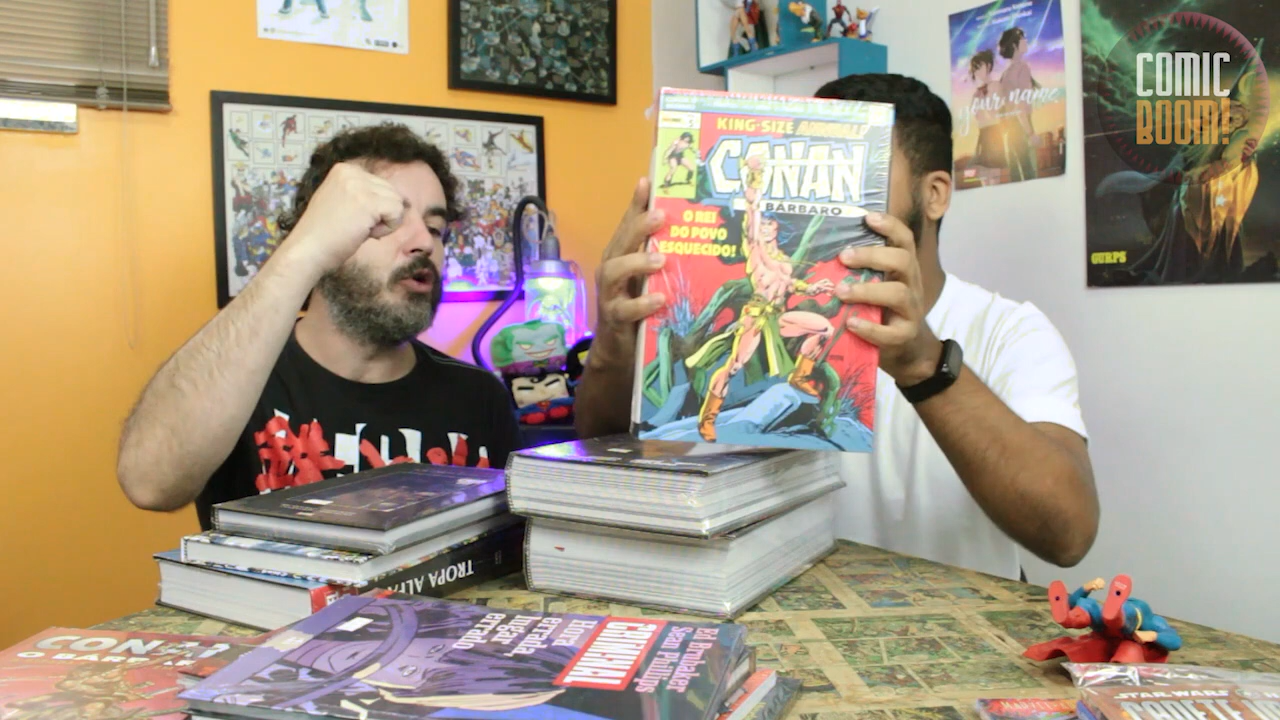 COMIC
BOOM!
your name
GURPS
KING-SIZE ANNUAL
CONAN
O BÁRBARO
O REI
DO POVO
ESQUECIDO!
TROPA ALFA
CONAN
O BÁRBARO
Hora
errada,
lugar
errado
CRIMINAL
Ed Brubaker
Sean Phillips
STAR WARS